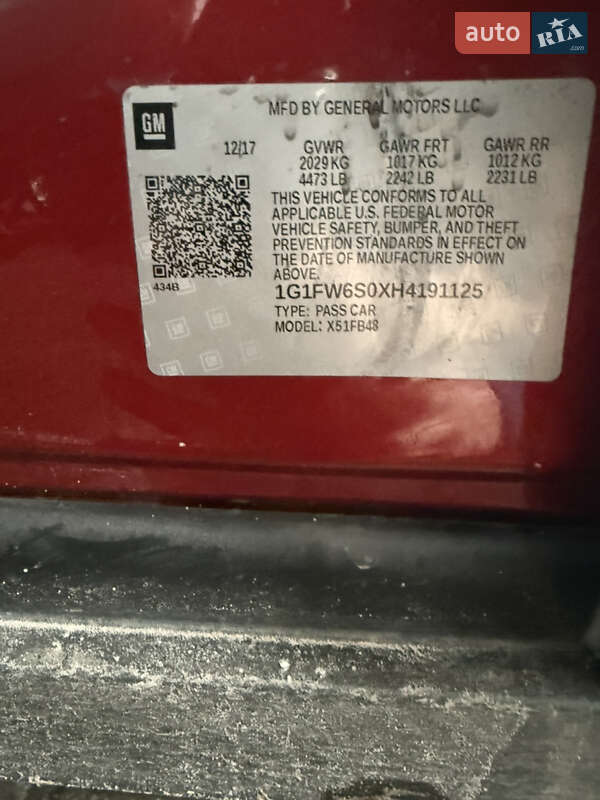 auto RIA
.com
GM
MFD BY GENERAL MOTORS LLC
12/17 GVWR GAWR FRT GAWR RR
2029 KG 1017 KG 1012 KG
4473 LB 2242 LB 2231 LB
THIS VEHICLE CONFORMS TO ALL
APPLICABLE U.S. FEDERAL MOTOR
VEHICLE SAFETY, BUMPER, AND THEFT
PREVENTION STANDARDS IN EFFECT ON
THE DATE OF MANUFACTURE SHOWN
ABOVE.
434B
1G1FW6S0XH4191125
TYPE: PASS CAR
MODEL: X51FB48